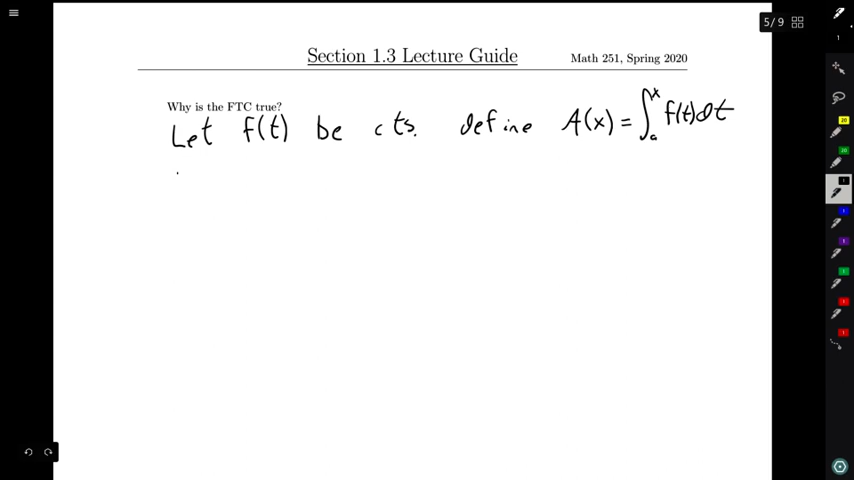 5/9
Section 1.3 Lecture Guide Math 251, Spring 2020
Why is the FTC true?
Let f(t) be cts. define A(x) = ∫ₐˣ f(t)dt